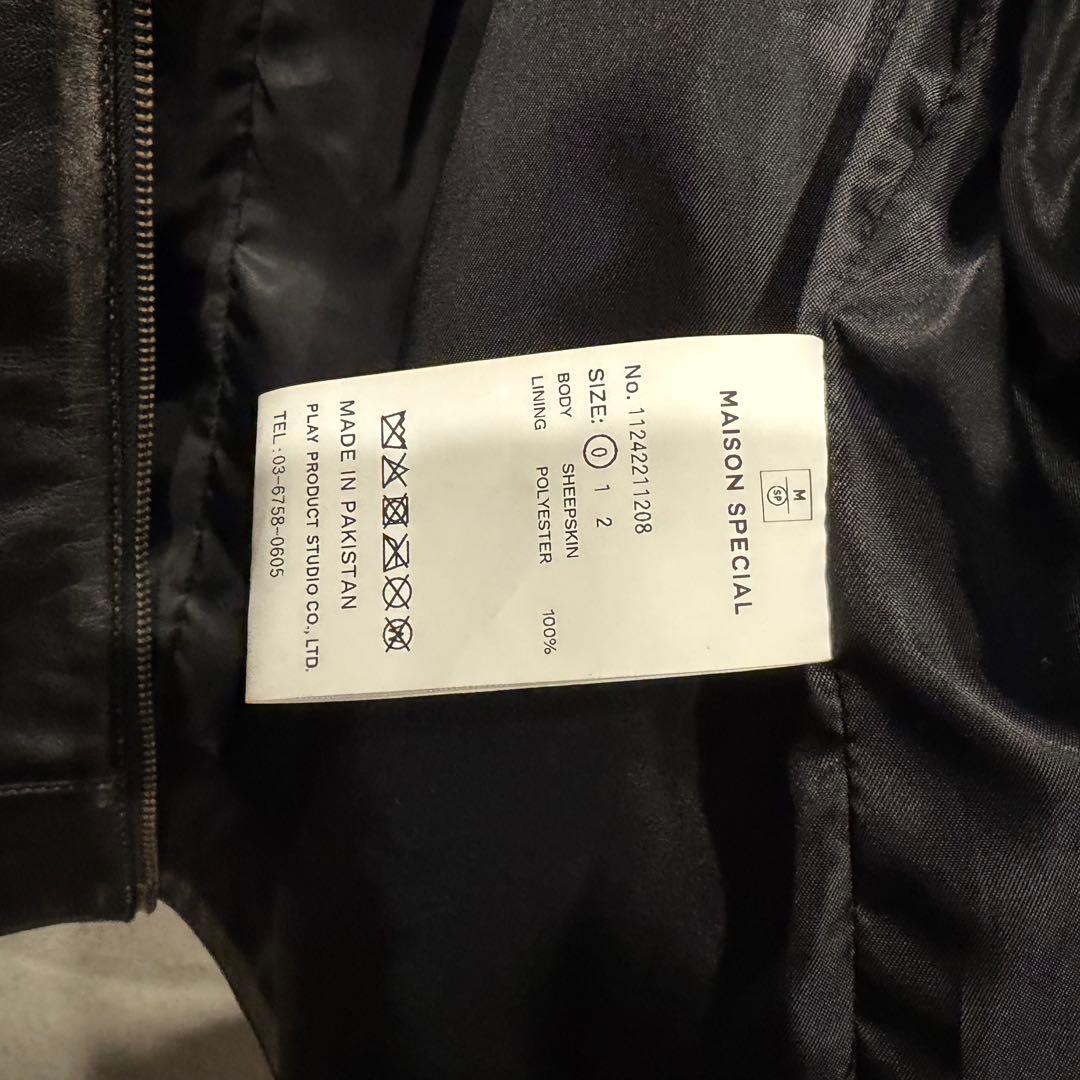 M
SP
MAISON SPECIAL
No. 11242211208
SIZE: 0 1 2
BODY SHEEPSKIN
LINING POLYESTER 100%
MADE IN PAKISTAN
PLAY PRODUCT STUDIO CO., LTD.
TEL:03-6758-0605